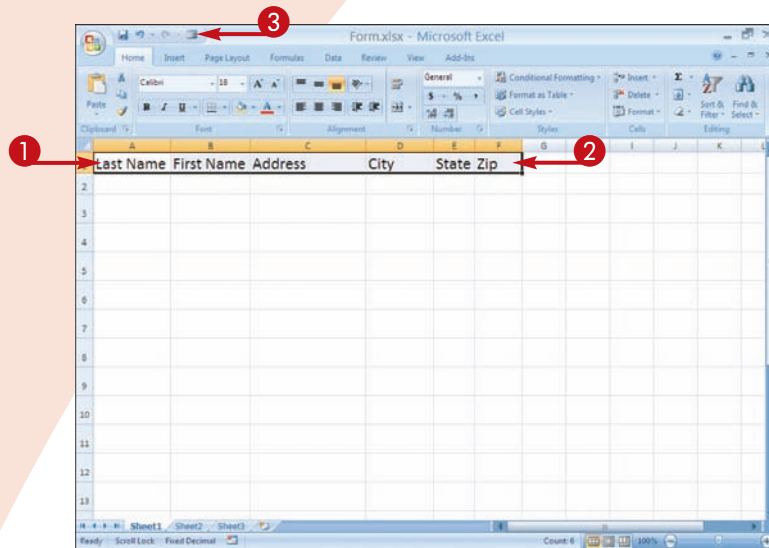 3
Form.xlsx - Microsoft Excel
Home Insert Page Layout Formulas Data Review View Add-Ins
Calibri 18 A A General Conditional Formatting Insert Σ
Paste B I U A $ % , Format as Table Delete Sort & Filter Find & Select
Cell Styles Format
Clipboard Font Alignment Number Styles Cells Editing
1 2
A B C D E F G I J K L
Last Name First Name Address City State Zip
2
3
4
5
6
7
8
9
10
11
12
13
Sheet1 Sheet2 Sheet3
Ready Scroll Lock Fixed Decimal Count: 6 100%